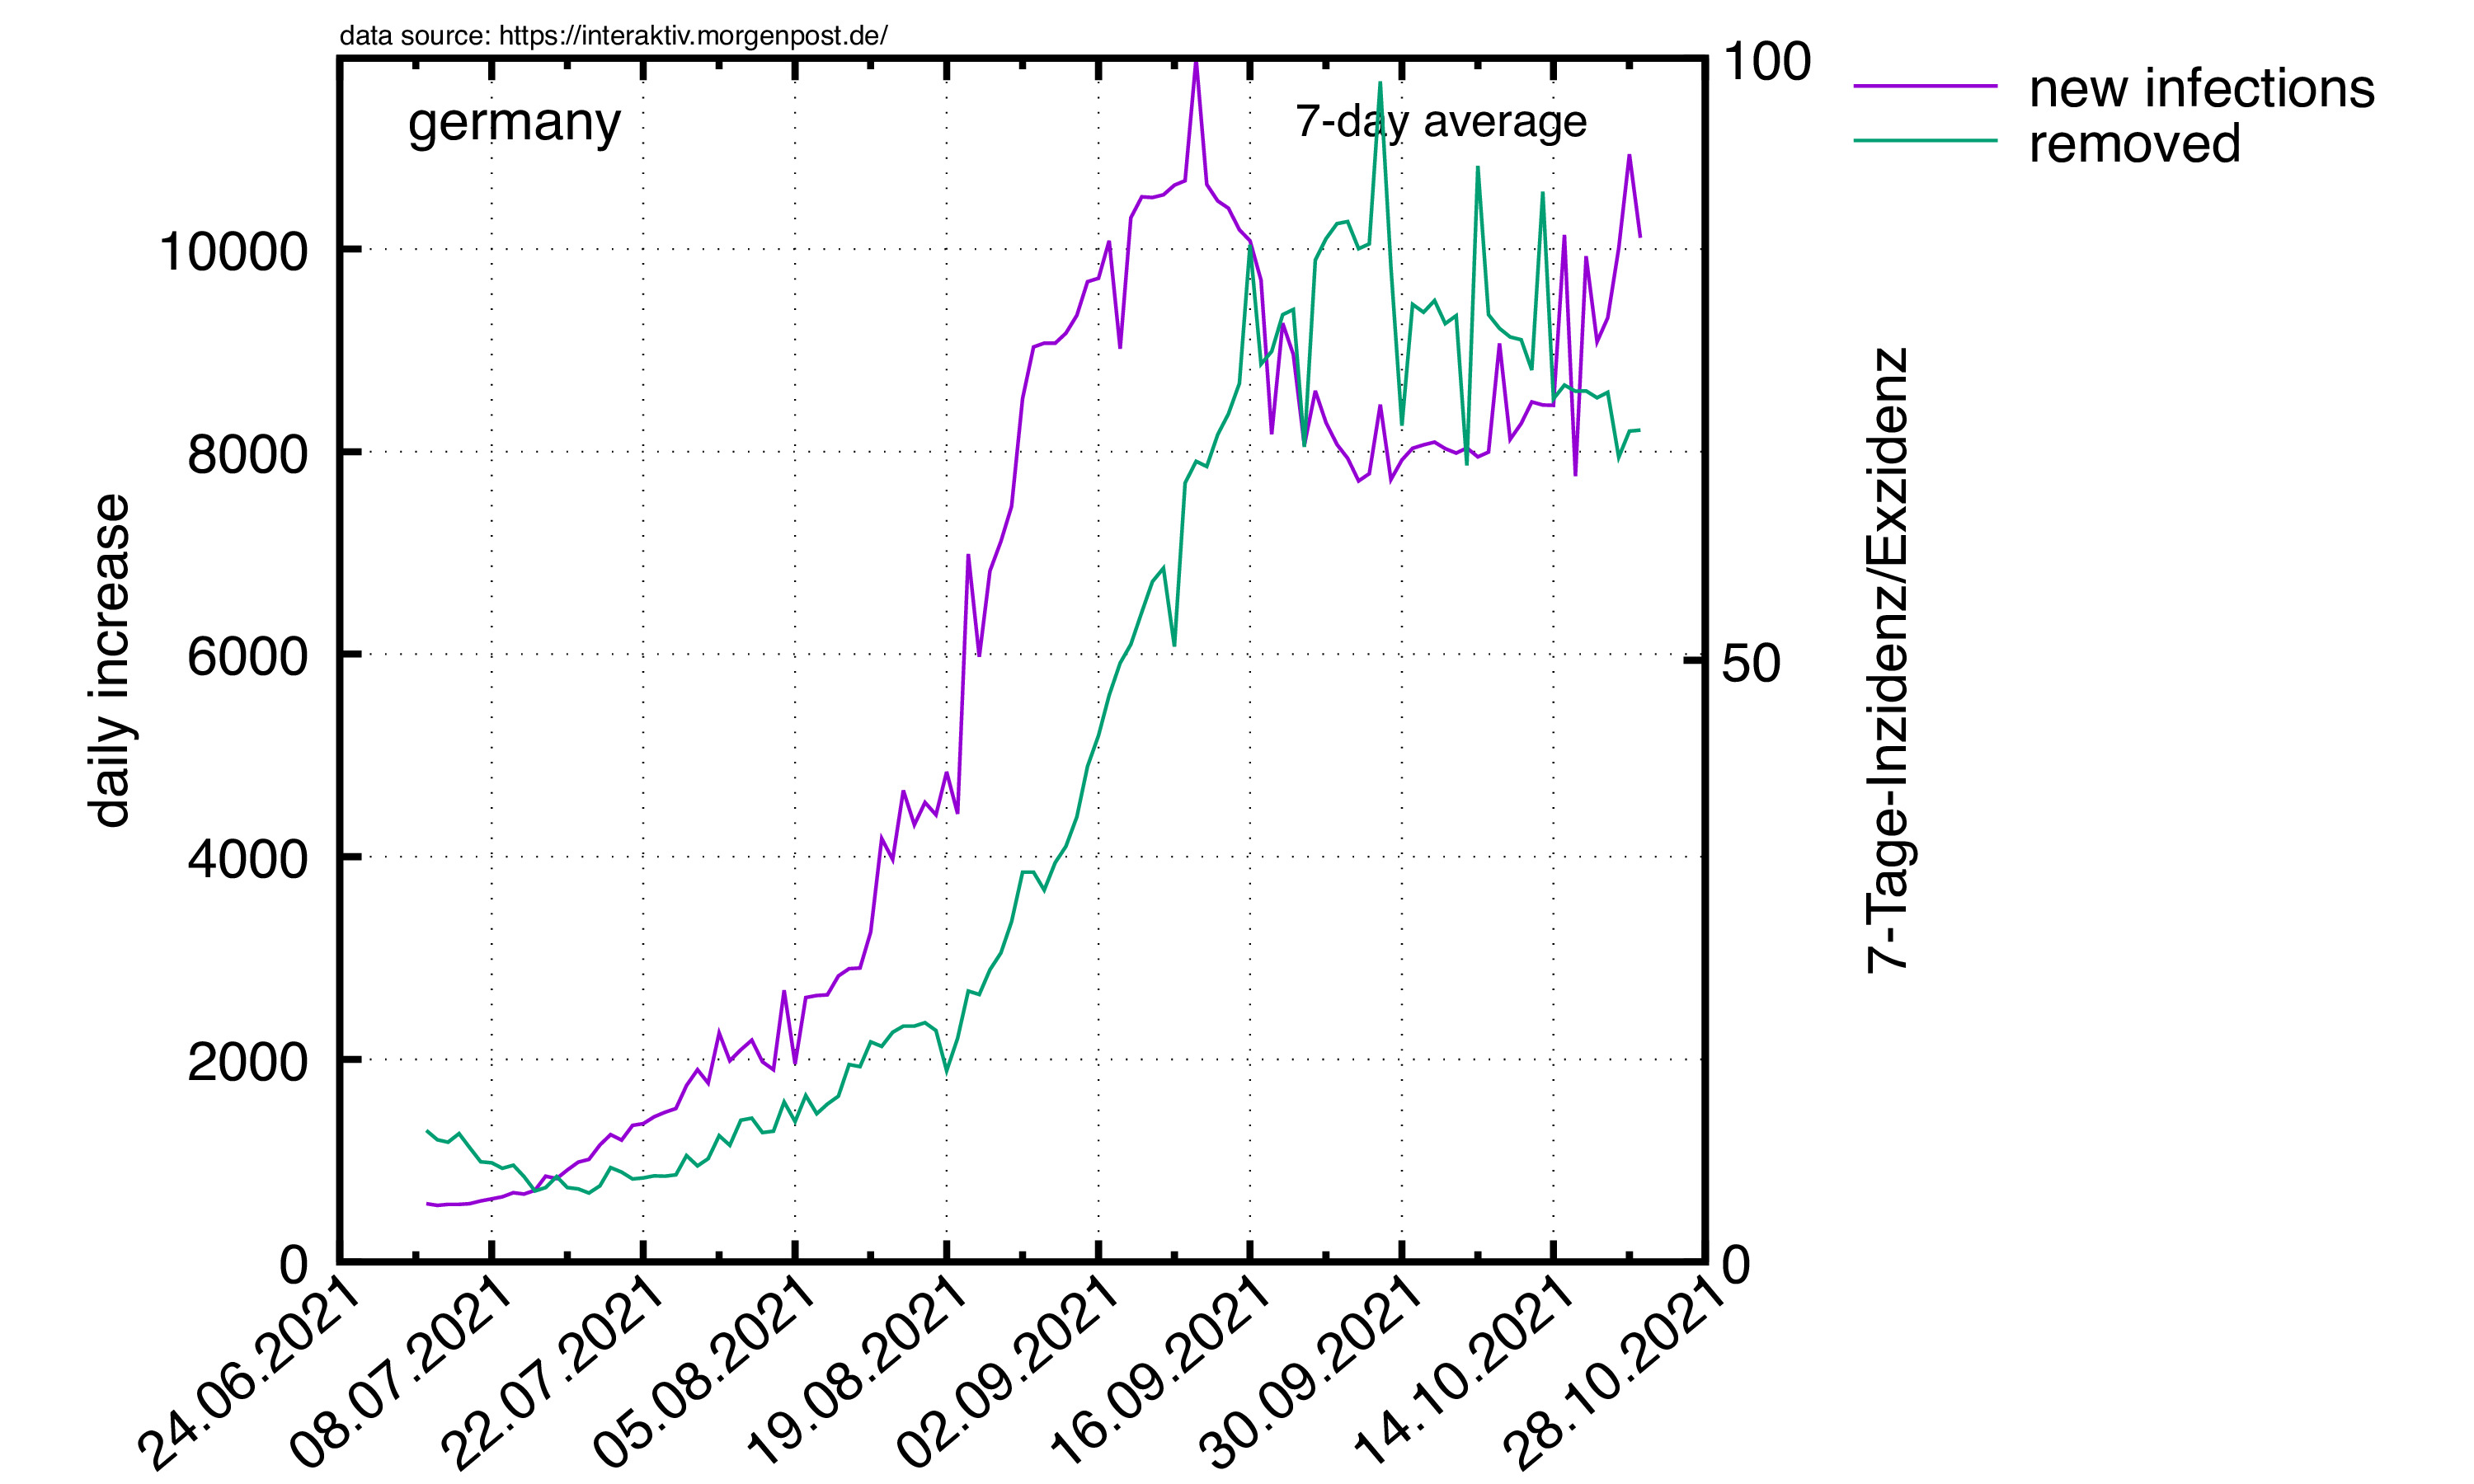 data source: https://interaktiv.morgenpost.de/
germany
7-day average
new infections
removed
daily increase
10000
8000
6000
4000
2000
0
100
50
0
7-Tage-Inzidenz/Exzidenz
24.06.2021
08.07.2021
22.07.2021
05.08.2021
19.08.2021
02.09.2021
16.09.2021
30.09.2021
14.10.2021
28.10.2021